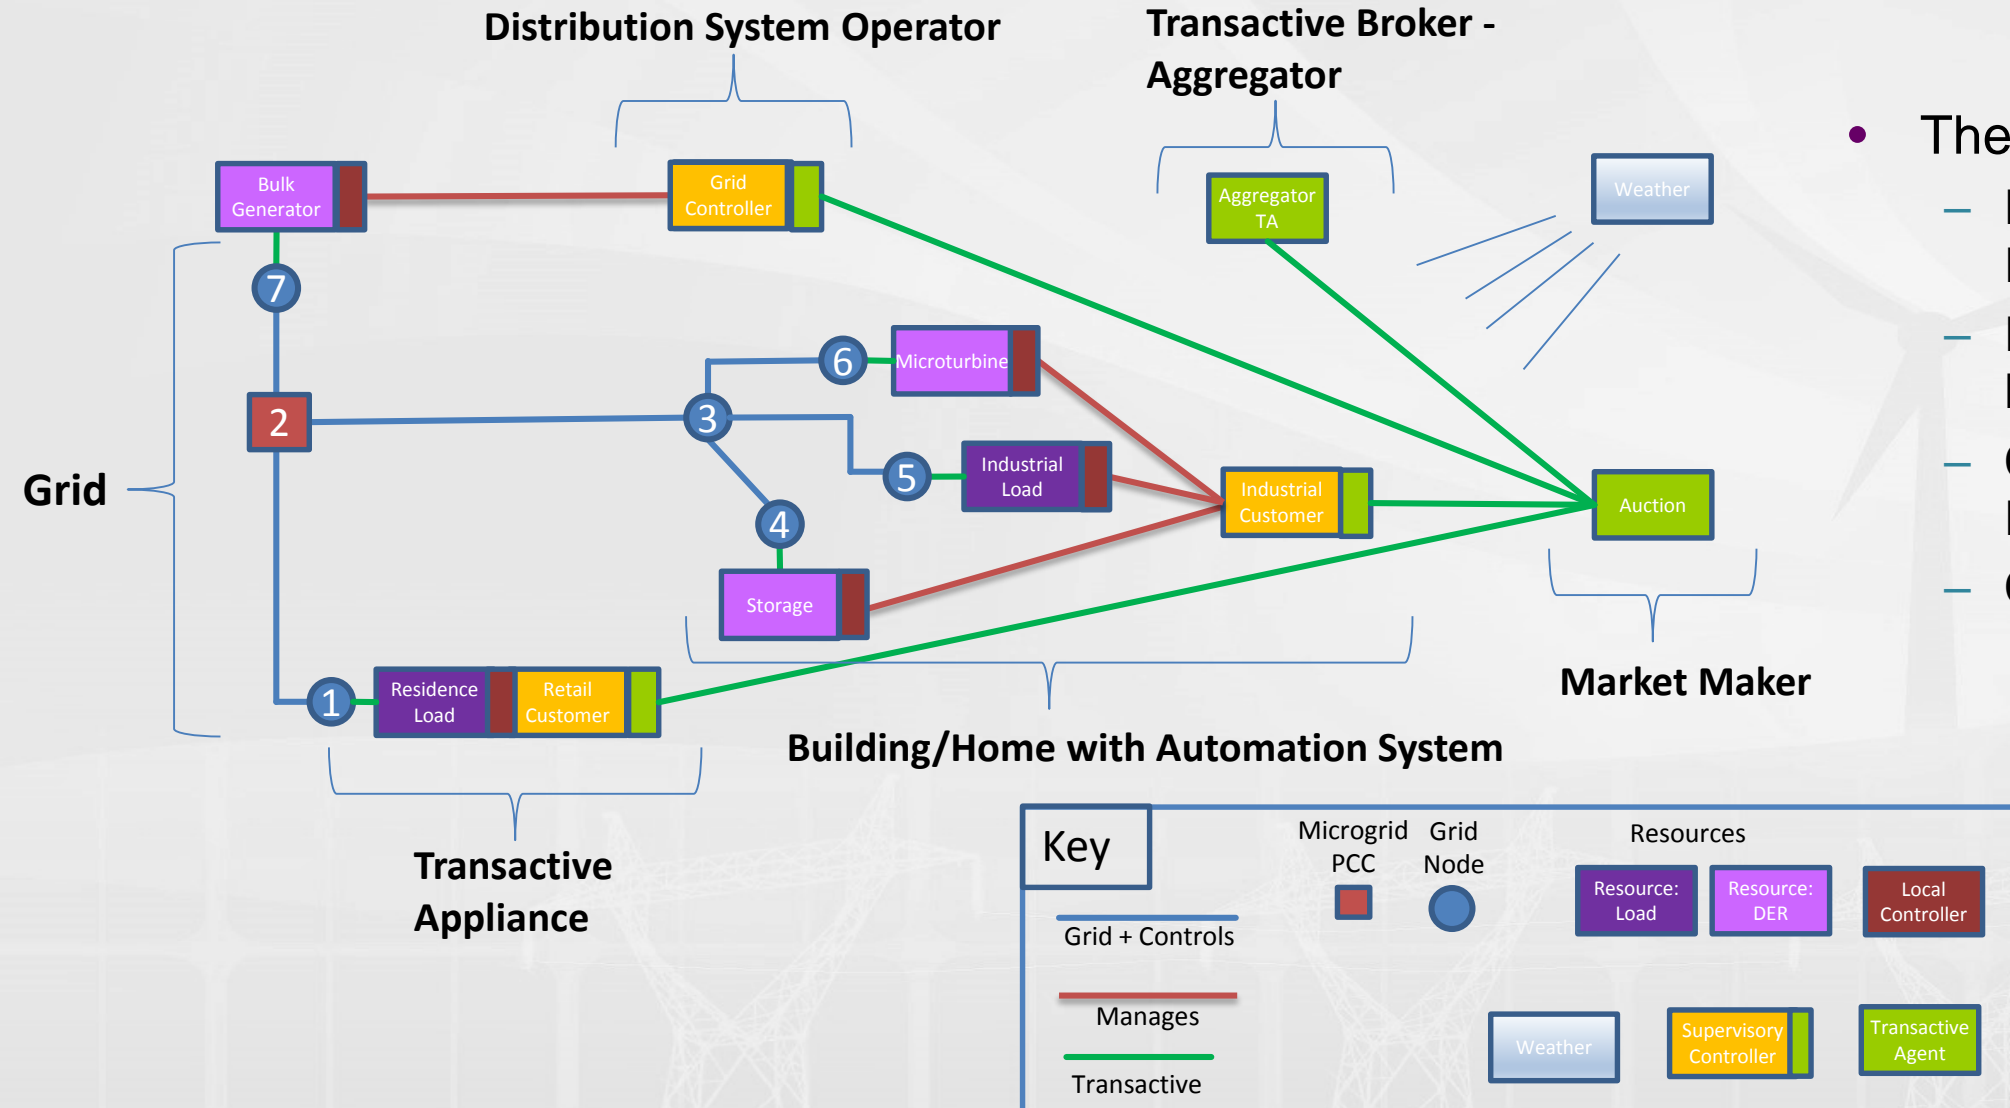 Distribution System Operator
Transactive Broker -
Aggregator
• The
Bulk
Generator
Grid
Controller
Aggregator
TA
Weather
7
6
Microturbine
2
3
Grid
5
Industrial
Load
Industrial
Customer
Auction
4
Storage
1
Residence
Load
Retail
Customer
Market Maker
Building/Home with Automation System
Transactive
Appliance
Key
Microgrid
PCC
Grid
Node
Resources
Resource:
Load
Resource:
DER
Local
Controller
Grid + Controls
Manages
Transactive
Weather
Supervisory
Controller
Transactive
Agent